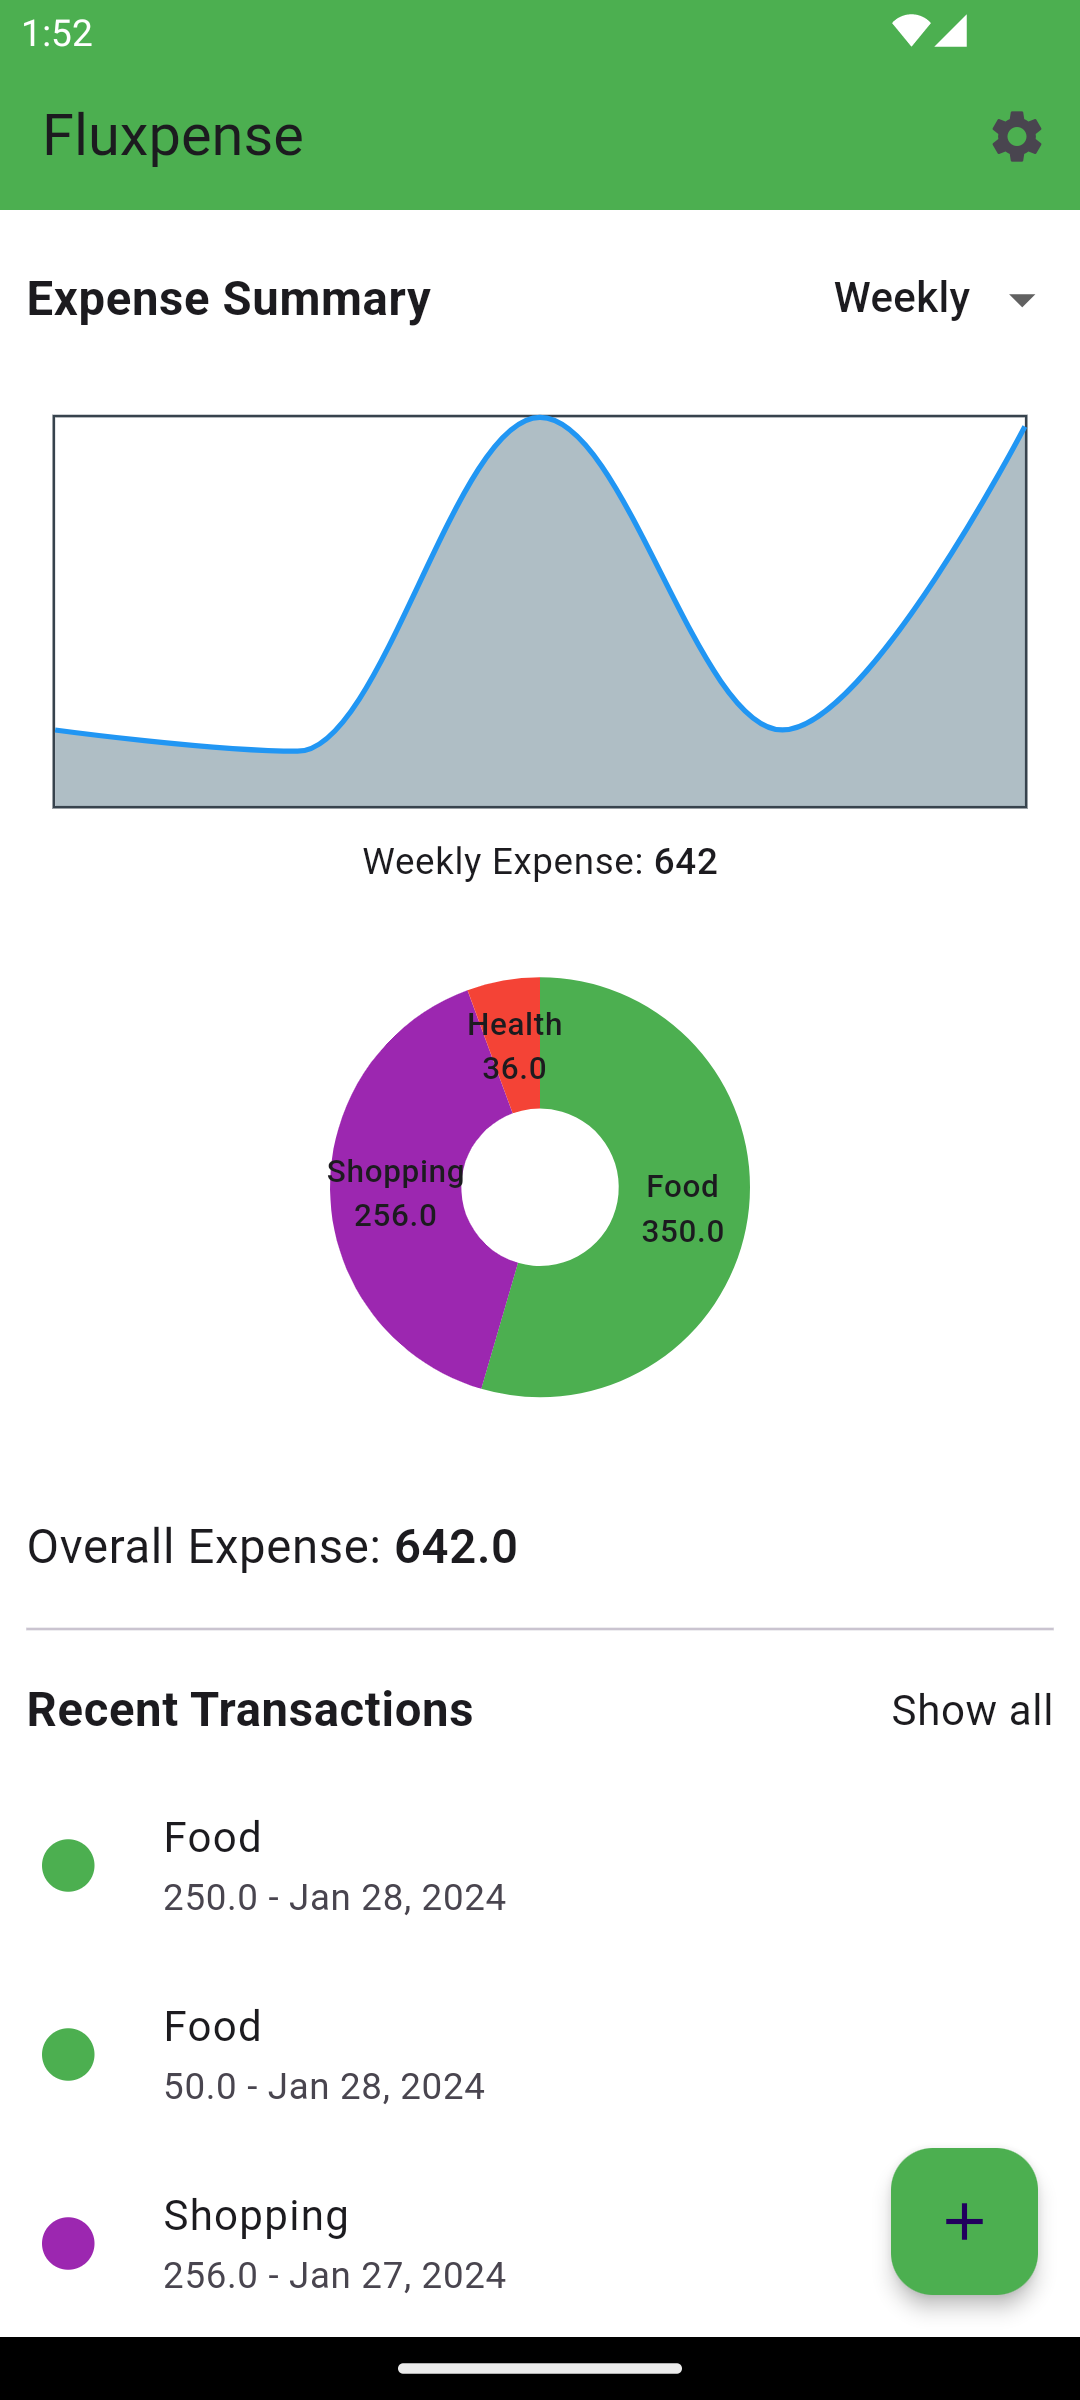 1:52
Fluxpense
Expense Summary
Weekly
Weekly Expense: 642
Health
36.0
Shopping
256.0
Food
350.0
Overall Expense: 642.0
Recent Transactions
Show all
Food
250.0 - Jan 28, 2024
Food
50.0 - Jan 28, 2024
Shopping
256.0 - Jan 27, 2024